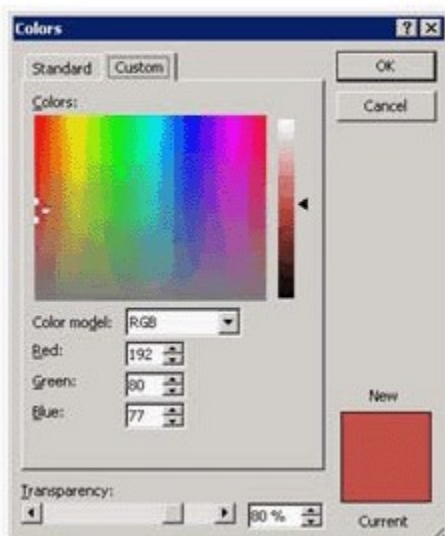 Colors
Standard Custom
OK
Cancel
Colors:
Color model: RGB
Red: 192
Green: 80
Blue: 77
New
Transparency:
80 %
Current